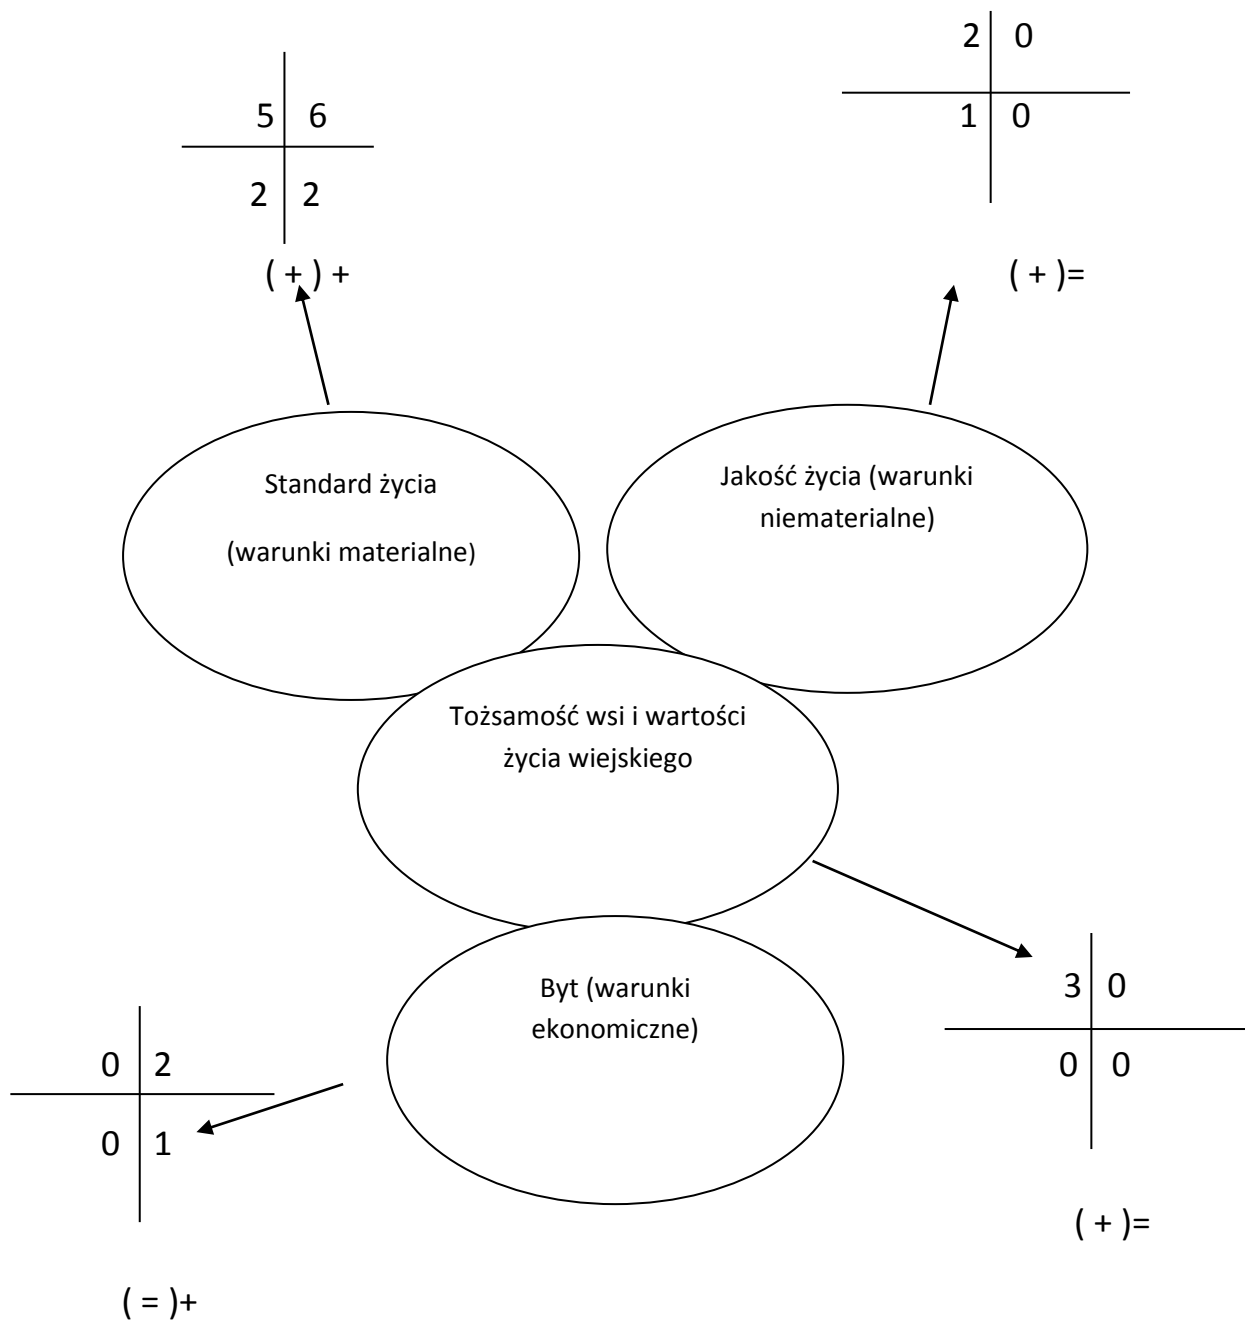 2 0
1 0
5 6
2 2
( + ) +
( + )=
Standard życia
(warunki materialne)
Jakość życia (warunki
niematerialne)
Tożsamość wsi i wartości
życia wiejskiego
Byt (warunki
ekonomiczne)
3 0
0 0
0 2
0 1
( + )=
( = )+